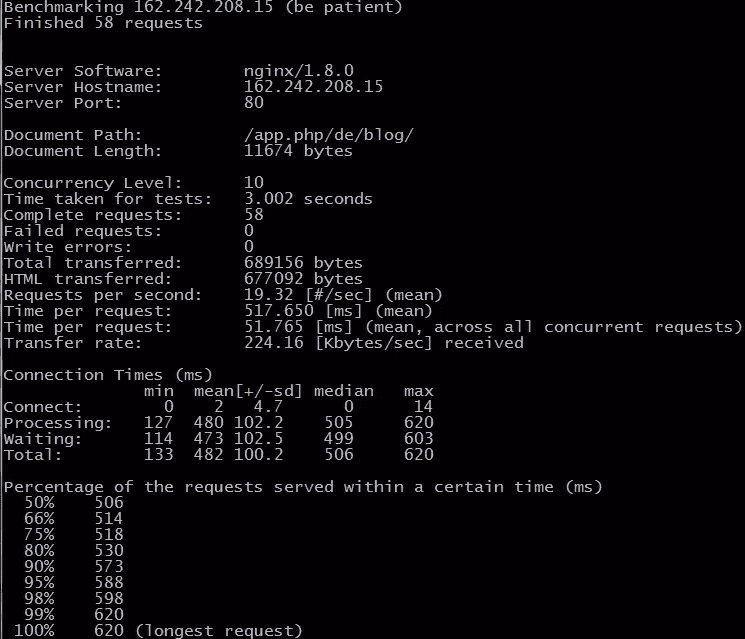 Benchmarking 162.242.208.15 (be patient)
Finished 58 requests
Server Software: nginx/1.8.0
Server Hostname: 162.242.208.15
Server Port: 80
Document Path: /app.php/de/blog/
Document Length: 11674 bytes
Concurrency Level: 10
Time taken for tests: 3.002 seconds
Complete requests: 58
Failed requests: 0
Write errors: 0
Total transferred: 689156 bytes
HTML transferred: 677092 bytes
Requests per second: 19.32 [#/sec] (mean)
Time per request: 517.650 [ms] (mean)
Time per request: 51.765 [ms] (mean, across all concurrent requests)
Transfer rate: 224.16 [Kbytes/sec] received
Connection Times (ms)
min mean[+/-sd] median max
Connect: 0 2 4.7 0 14
Processing: 127 480 102.2 505 620
Waiting: 114 473 102.5 499 603
Total: 133 482 100.2 506 620
Percentage of the requests served within a certain time (ms)
50% 506
66% 514
75% 518
80% 530
90% 573
95% 588
98% 598
99% 620
100% 620 (longest request)